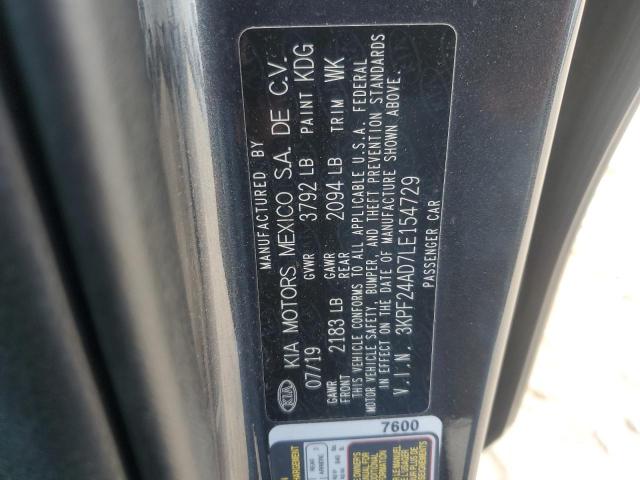 MANUFACTURED BY
KIA KIA MOTORS MEXICO S.A. DE C.V.
07/19 GVWR 3792 LB PAINT KDG
GAWR FRONT 2183 LB GAWR REAR 2094 LB TRIM WK
THIS VEHICLE CONFORMS TO ALL APPLICABLE U.S.A. FEDERAL
MOTOR VEHICLE SAFETY, BUMPER, AND THEFT PREVENTION STANDARDS
IN EFFECT ON THE DATE OF MANUFACTURE SHOWN ABOVE.
V.I.N. 3KPF24AD7LE154729
PASSENGER CAR
7600